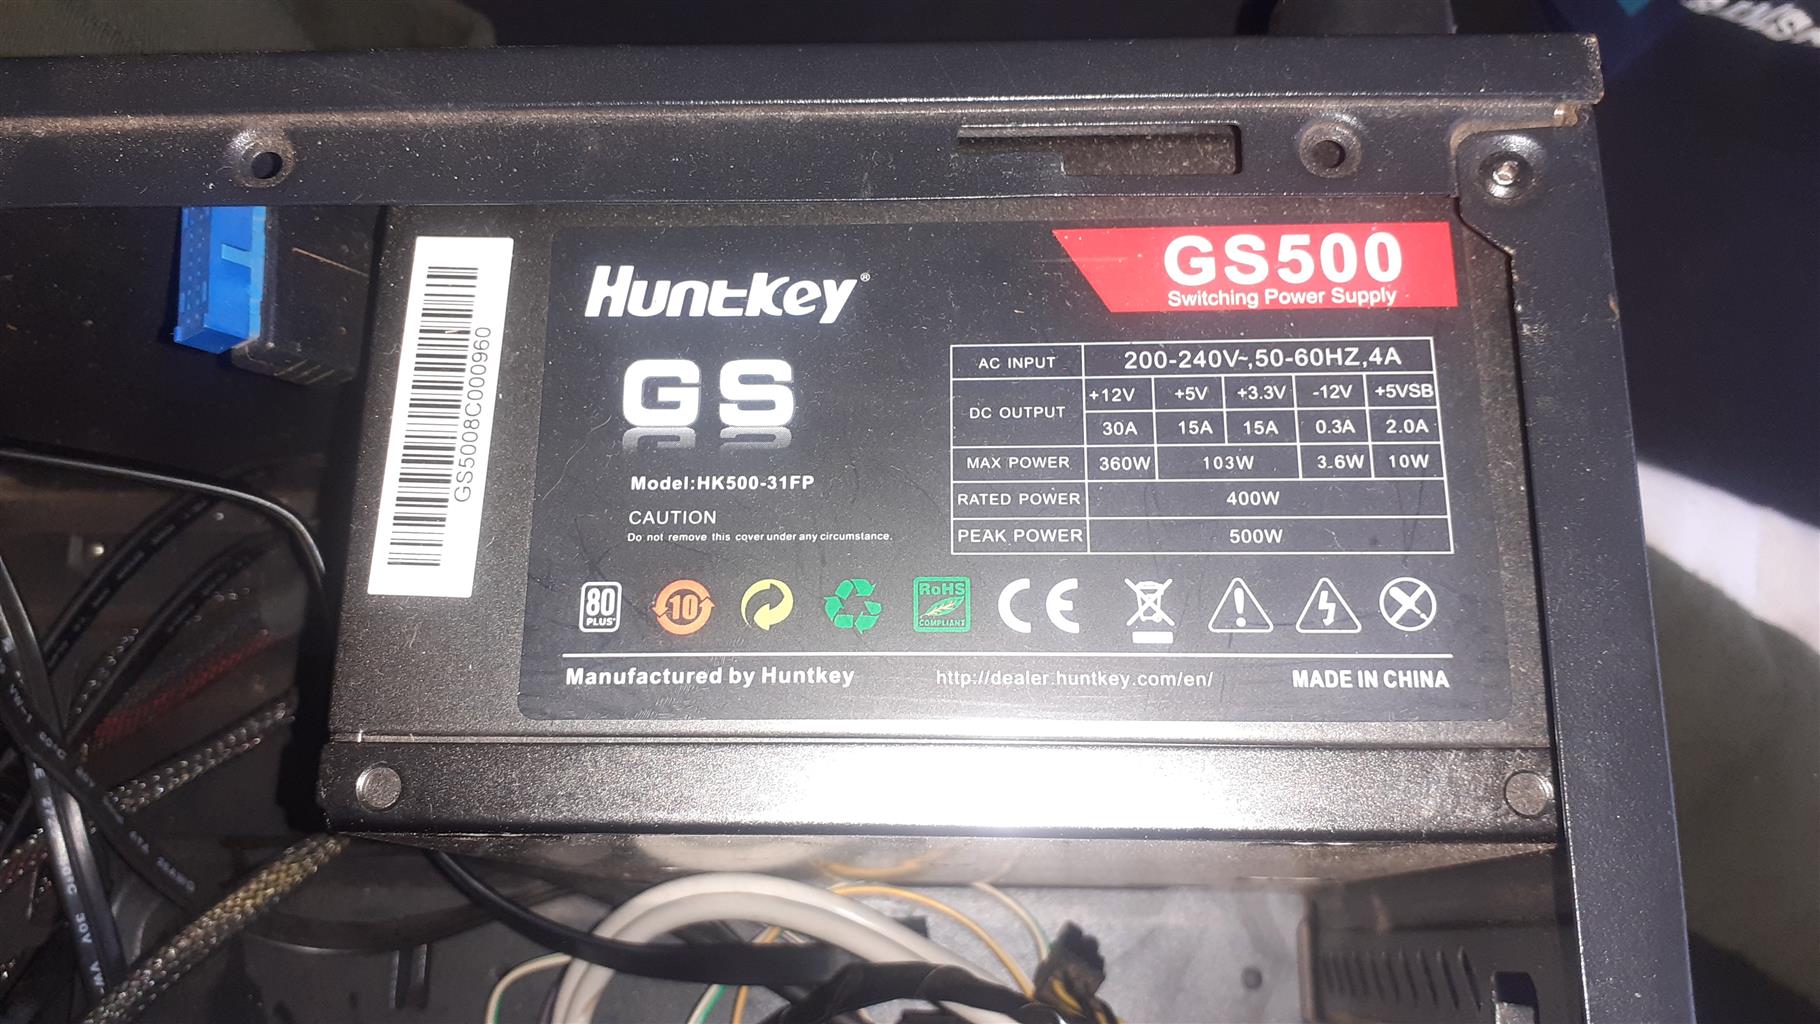 GS5008C000960
Huntkey®
GS
Model:HK500-31FP
CAUTION
Do not remove this cover under any circumstance.
GS500
Switching Power Supply
AC INPUT 200-240V~,50-60HZ,4A
DC OUTPUT +12V +5V +3.3V -12V +5VSB
30A 15A 15A 0.3A 2.0A
MAX POWER 360W 103W 3.6W 10W
RATED POWER 400W
PEAK POWER 500W
80 PLUS
10
RoHS
COMPLIANT
CE
Manufactured by Huntkey http://dealer.huntkey.com/en/ MADE IN CHINA